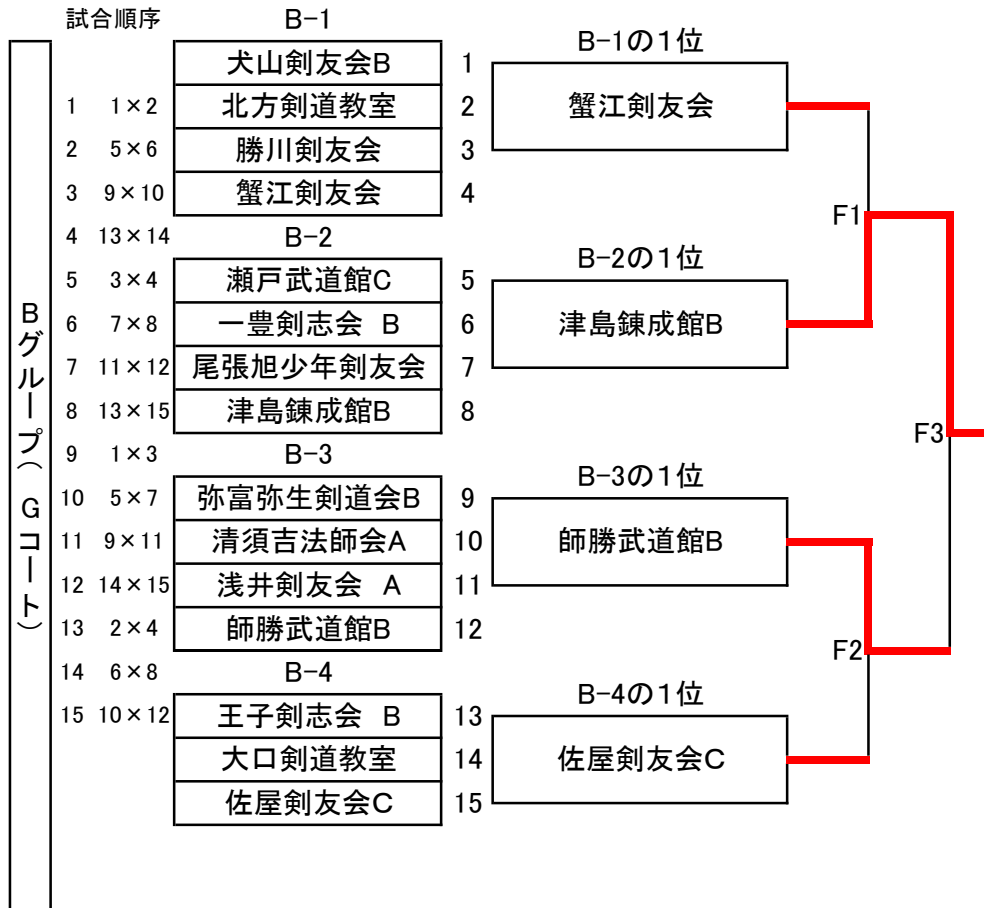 試合順序 B-1
B-1の1位
犬山剣友会B 1
1 1×2 北方剣道教室 2 蟹江剣友会
2 5×6 勝川剣友会 3
3 9×10 蟹江剣友会 4
F1
4 13×14 B-2
B-2の1位
5 3×4 瀬戸武道館C 5
6 7×8 一豊剣志会 B 6 津島錬成館B
7 11×12 尾張旭少年剣友会 7
8 13×15 津島錬成館B 8
F3
9 1×3 B-3
B-3の1位
10 5×7 弥富弥生剣道会B 9
11 9×11 清須吉法師会A 10 師勝武道館B
12 14×15 浅井剣友会 A 11
13 2×4 師勝武道館B 12
F2
14 6×8 B-4
B-4の1位
15 10×12 王子剣志会 B 13
大口剣道教室 14 佐屋剣友会C
佐屋剣友会C 15
Bグループ(Gコート)